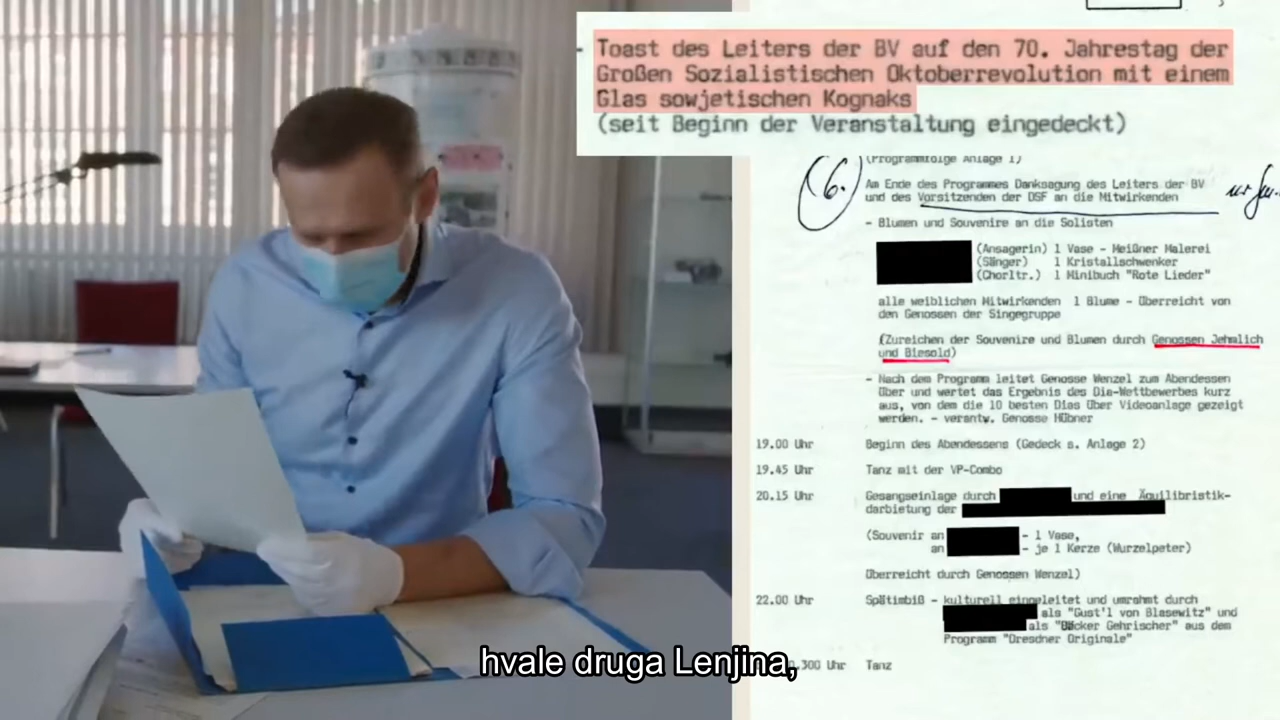 Toast des Leiters der BV auf den 70. Jahrestag der
Großen Sozialistischen Oktoberrevolution mit einem
Glas sowjetischen Kognaks
(seit Beginn der Veranstaltung eingedeckt)
(Programmfolge Anlage 1)
6.
Am Ende des Programmes Danksagung des Leiters der BV
und des Vorsitzenden der DSF an die Mitwirkenden
- Blumen und Souvenire an die Solisten
(Ansagerin) 1 Vase - Meißner Malerei
(Sänger) 1 Kristallschwenker
(Chorltr.) 1 Minibuch "Rote Lieder"
alle weiblichen Mitwirkenden 1 Blume - Überreicht von
den Genossen der Singegruppe
(Zureichen der Souvenire und Blumen durch Genossen Jehmlich
und Biesold)
- Nach dem Programm leitet Genosse Wenzel zum Abendessen
über und wertet das Ergebnis des Dia-Wettbewerbes kurz
aus, von dem die 10 besten Dias über Videoanlage gezeigt
werden. - verantw. Genosse Hübner
19.00 Uhr Beginn des Abendessens (Gedeck s. Anlage 2)
19.45 Uhr Tanz mit der VP-Combo
20.15 Uhr Gesangseinlage durch und eine Äquilibristik-
darbietung der
(Souvenir an - 1 Vase,
an - je 1 Kerze (Wurzelpeter)
Überreicht durch Genossen Wenzel)
22.00 Uhr Spätimbiß - kulturell eingeleitet und umrahmt durch
als "Gust'l von Blasewitz" und
als "Bäcker Gehrischer" aus dem
Programm "Dresdner Originale"
0,300 Uhr Tanz
hvale druga Lenjina,